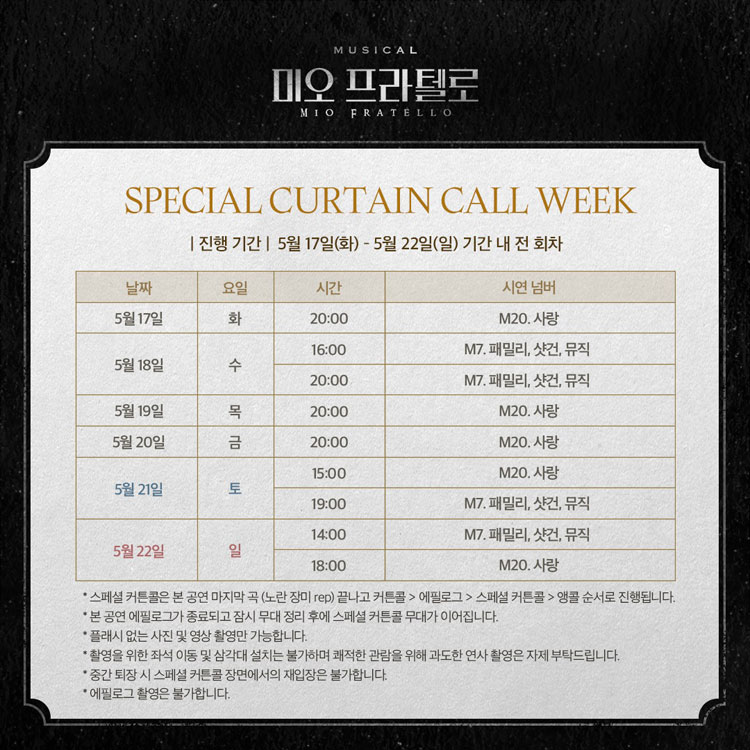 MUSICAL
미오 프라텔로
MIO FRATELLO
SPECIAL CURTAIN CALL WEEK
| 진행 기간 | 5월 17일(화) - 5월 22일(일) 기간 내 전 회차
날짜 요일 시간 시연 넘버
5월 17일 화 20:00 M20. 사랑
5월 18일 수 16:00 M7. 패밀리, 샷건, 뮤직
20:00 M7. 패밀리, 샷건, 뮤직
5월 19일 목 20:00 M20. 사랑
5월 20일 금 20:00 M20. 사랑
5월 21일 토 15:00 M20. 사랑
19:00 M7. 패밀리, 샷건, 뮤직
5월 22일 일 14:00 M7. 패밀리, 샷건, 뮤직
18:00 M20. 사랑
* 스페셜 커튼콜은 본 공연 마지막 곡 (노란 장미 rep) 끝나고 커튼콜 > 에필로그 > 스페셜 커튼콜 > 앵콜 순서로 진행됩니다.
* 본 공연 에필로그가 종료되고 잠시 무대 정리 후에 스페셜 커튼콜 무대가 이어집니다.
* 플래시 없는 사진 및 영상 촬영만 가능합니다.
* 촬영을 위한 좌석 이동 및 삼각대 설치는 불가하며 쾌적한 관람을 위해 과도한 연사 촬영은 자제 부탁드립니다.
* 중간 퇴장 시 스페셜 커튼콜 장면에서의 재입장은 불가합니다.
* 에필로그 촬영은 불가합니다.